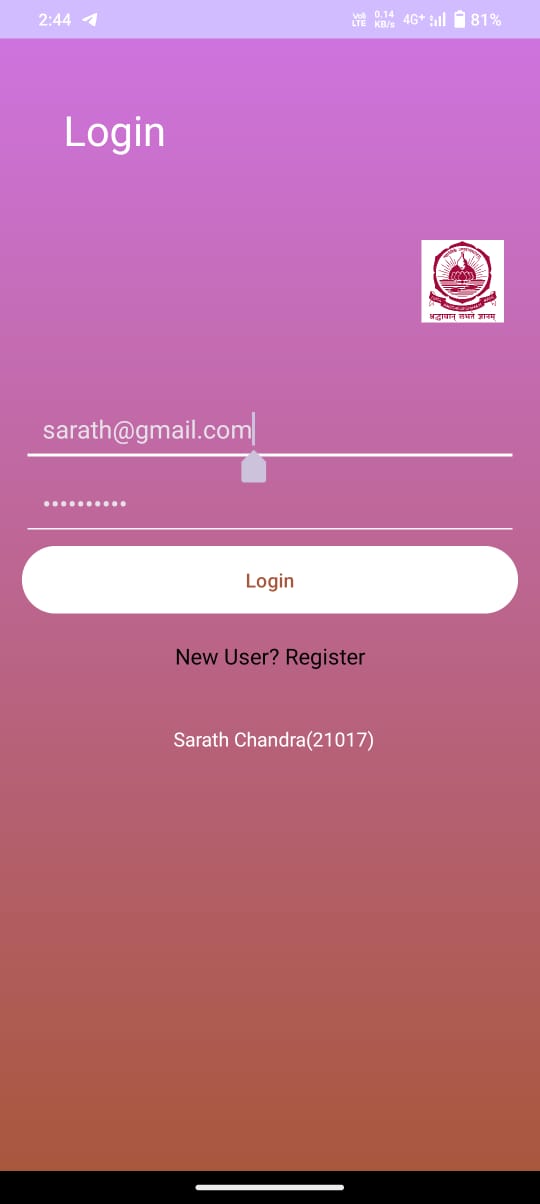 2:44
Vo))
LTE
0.14
KB/s
4G+
81%
Login
श्रद्धावान् लभते ज्ञानम्
sarath@gmail.com
••••••••••
Login
New User? Register
Sarath Chandra(21017)